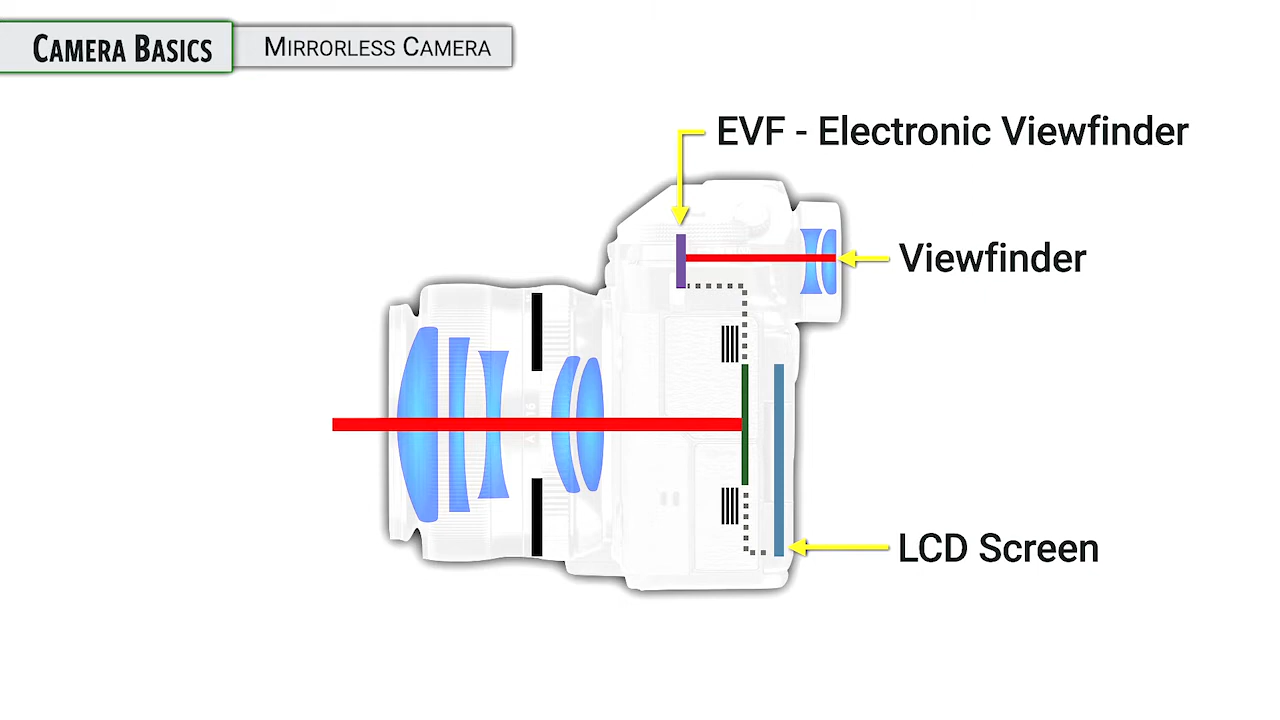 CAMERA BASICS
MIRRORLESS CAMERA
EVF - Electronic Viewfinder
Viewfinder
LCD Screen